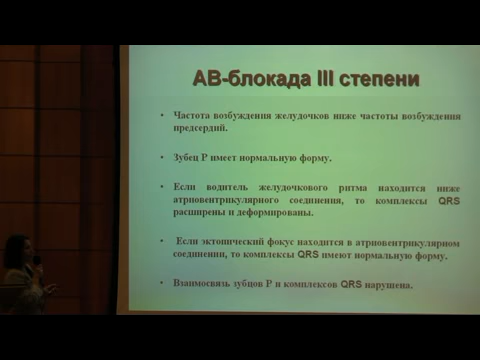 АВ-блокада III степени
• Частота возбуждения желудочков ниже частоты возбуждения
предсердий.
• Зубец Р имеет нормальную форму.
• Если водитель желудочкового ритма находится ниже
атриовентрикулярного соединения, то комплексы QRS
расширены и деформированы.
• Если эктопический фокус находится в атриовентрикулярном
соединении, то комплексы QRS имеют нормальную форму.
• Взаимосвязь зубцов Р и комплексов QRS нарушена.